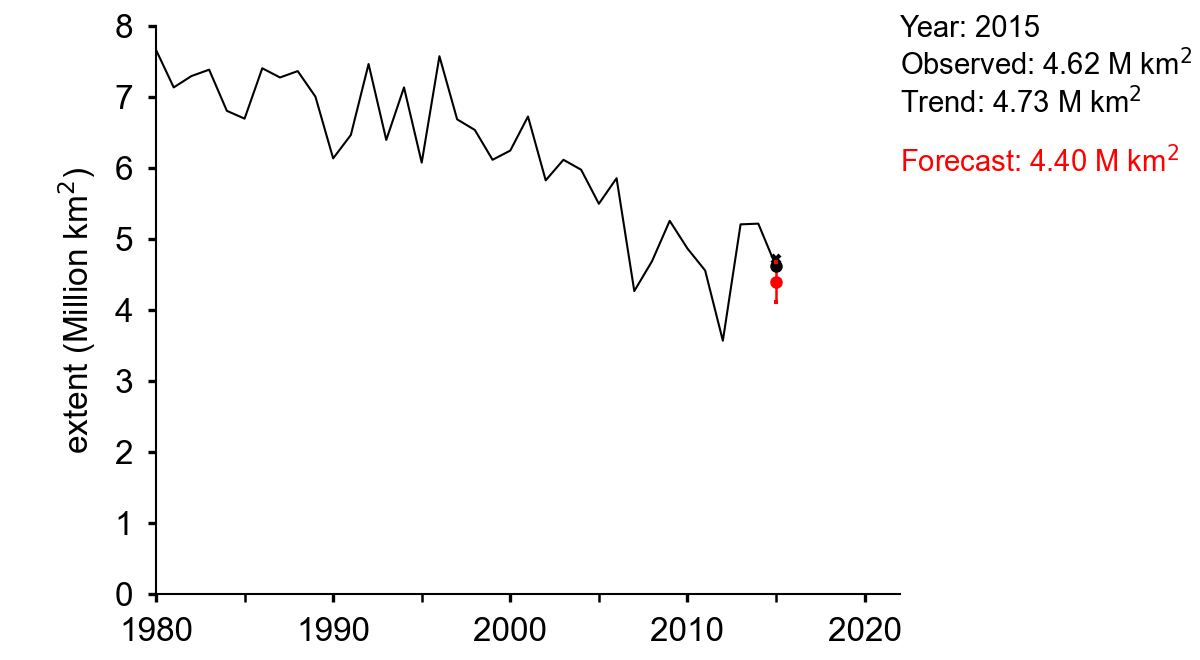 Year: 2015
Observed: 4.62 M km²
Trend: 4.73 M km²
Forecast: 4.40 M km²
extent (Million km²)
8
7
6
5
4
3
2
1
0
1980 1990 2000 2010 2020